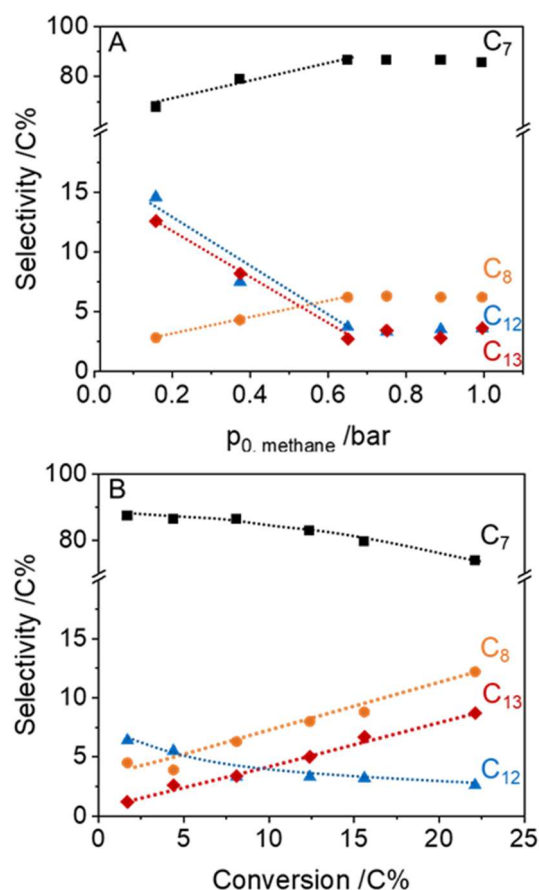 A
C₇
100
80
Selectivity /C%
15
10
5
0
C₈
C₁₂
C₁₃
0.0 0.2 0.4 0.6 0.8 1.0
p₀, methane /bar
B
C₇
100
80
Selectivity /C%
15
10
5
0
C₈
C₁₃
C₁₂
0 5 10 15 20 25
Conversion /C%